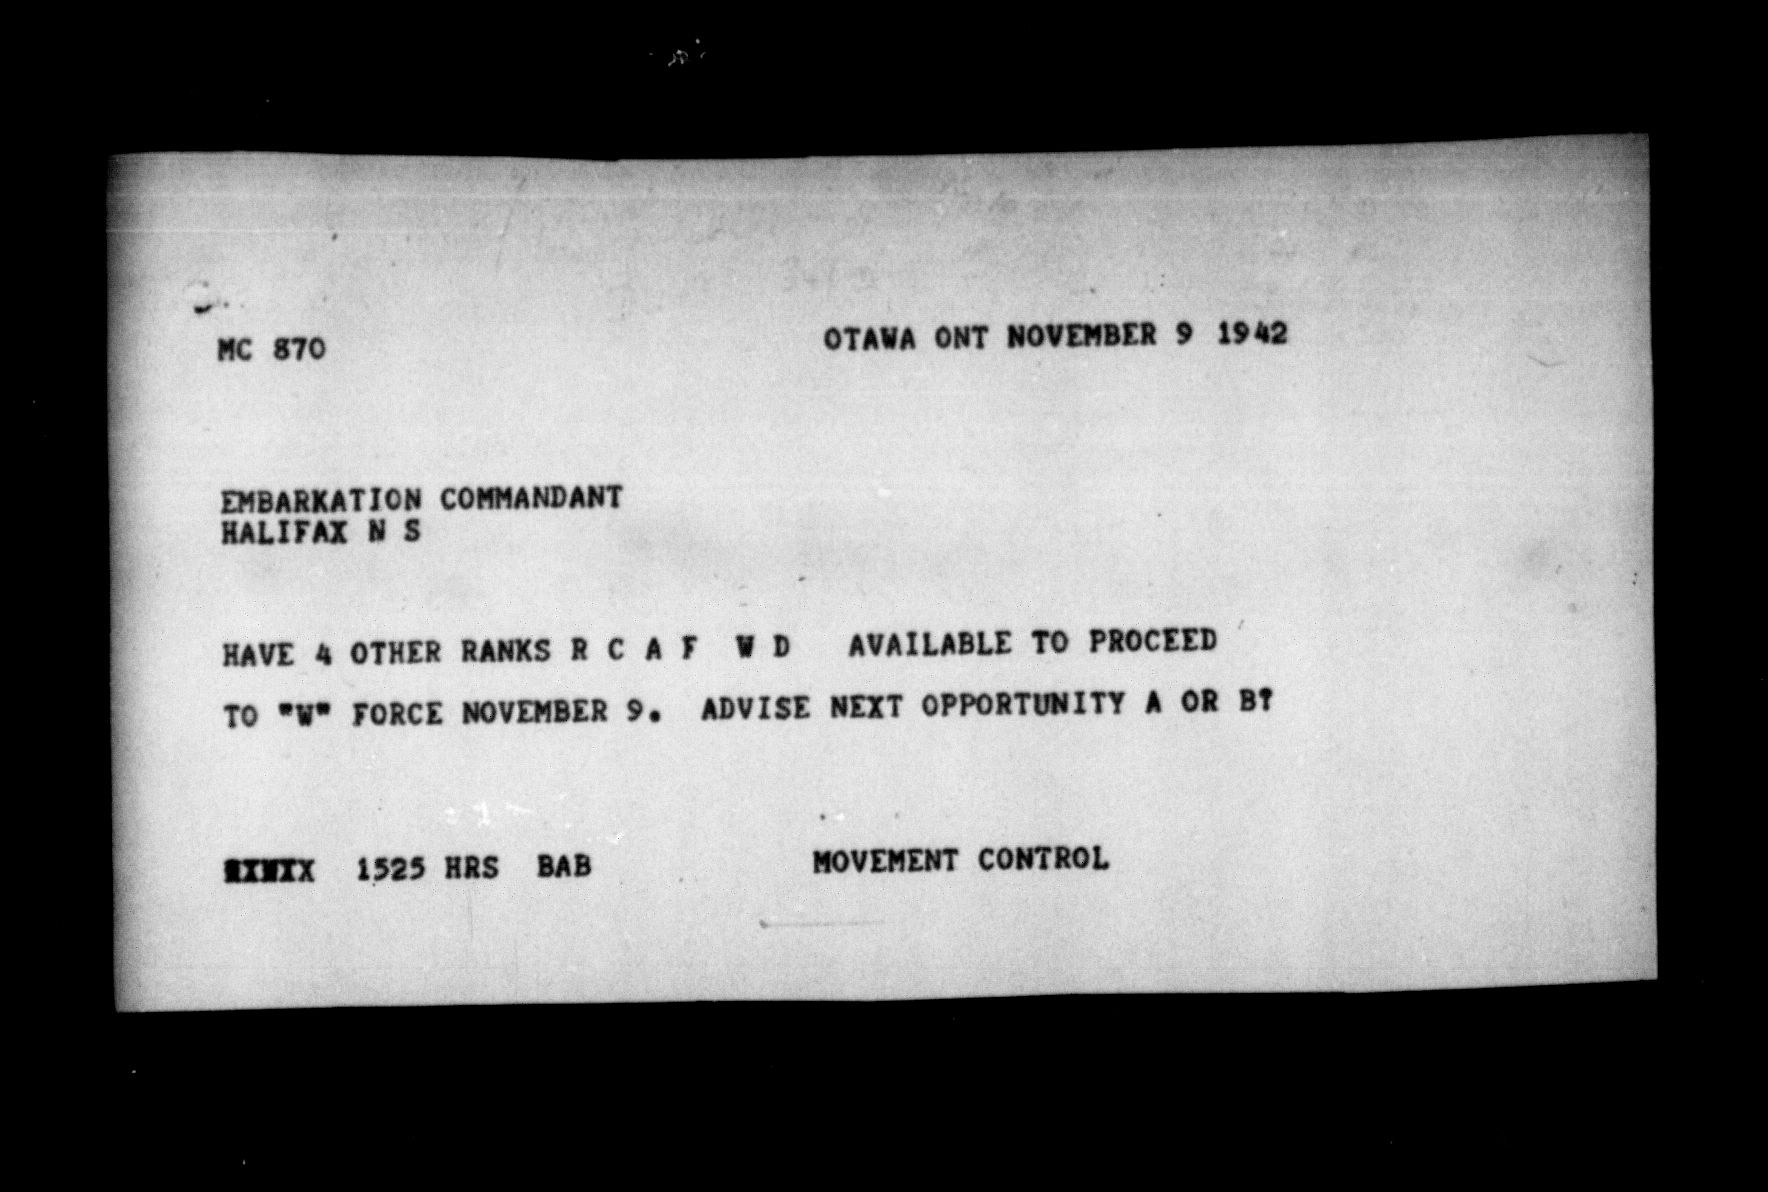 MC 870 OTAWA ONT NOVEMBER 9 1942
EMBARKATION COMMANDANT
HALIFAX N S
HAVE 4 OTHER RANKS R C A F W D AVAILABLE TO PROCEED
TO "W" FORCE NOVEMBER 9. ADVISE NEXT OPPORTUNITY A OR B?
1525 HRS BAB MOVEMENT CONTROL